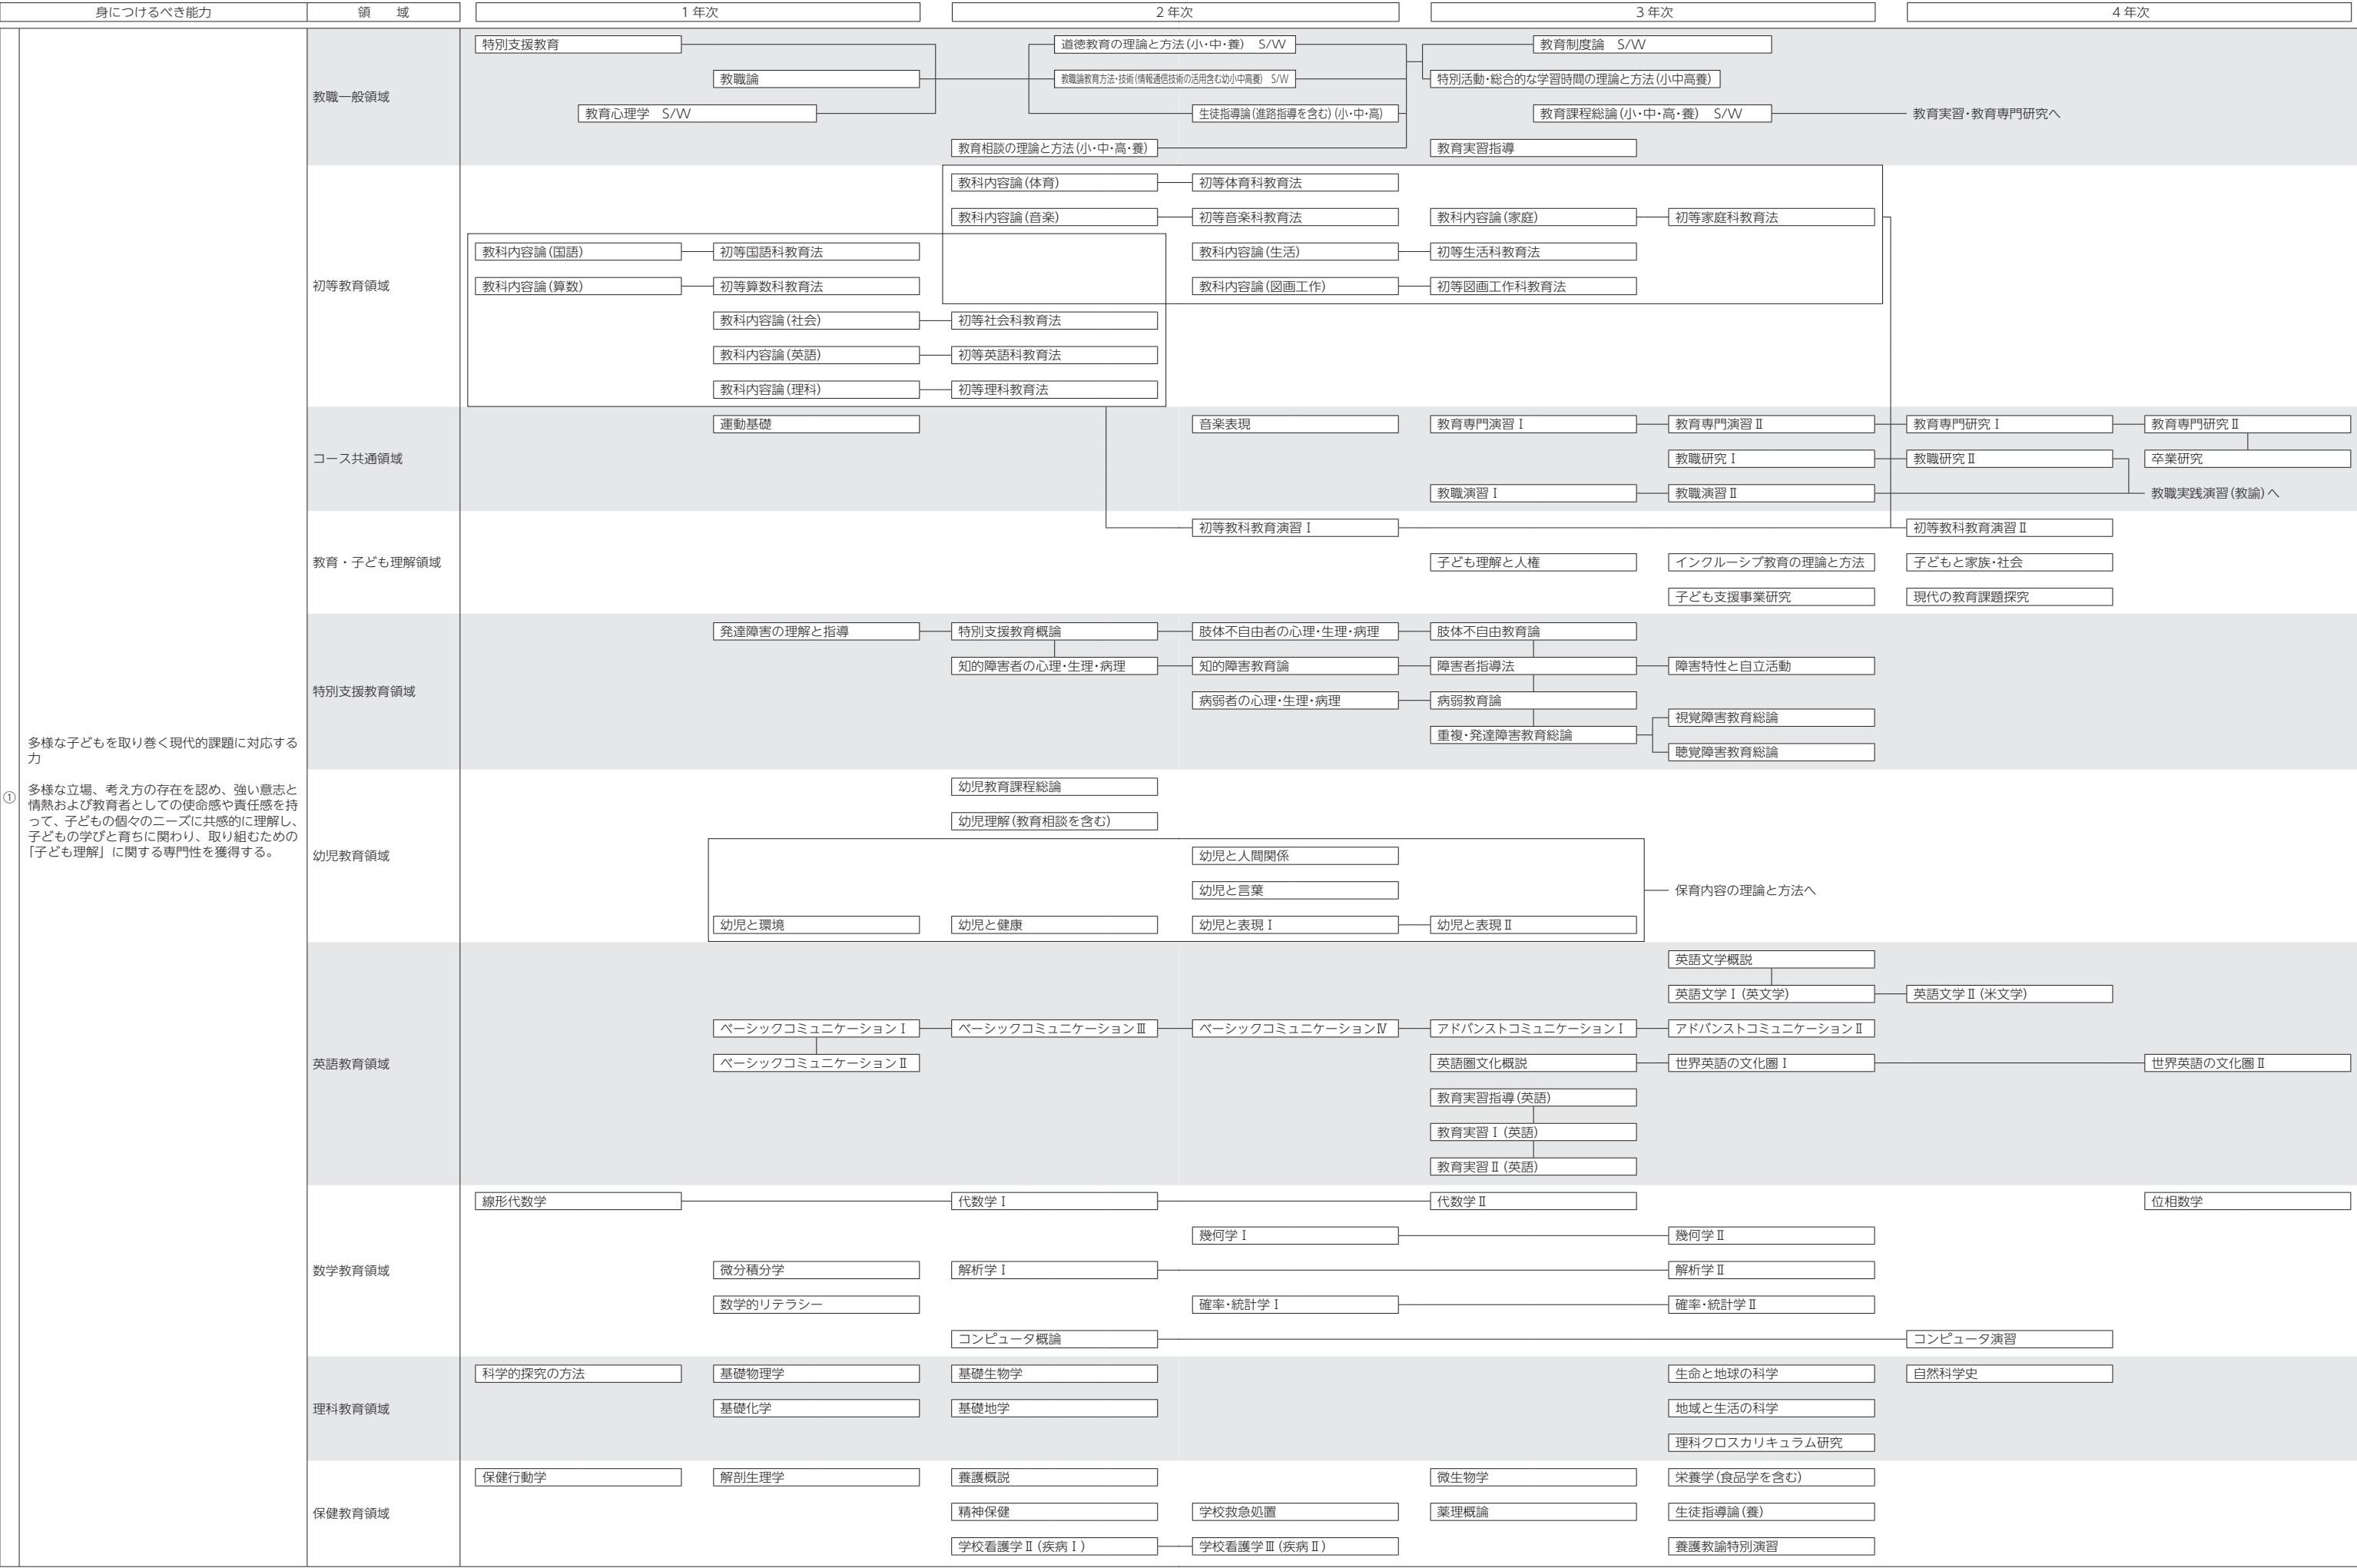 身につけるべき能力
領　域
1年次
2年次
3年次
4年次
①
多様な子どもを取り巻く現代的課題に対応する
力
多様な立場、考え方の存在を認め、強い意志と
情熱および教育者としての使命感や責任感を持
って、子どもの個々のニーズに共感的に理解し、
子どもの学びと育ちに関わり、取り組むための
「子ども理解」に関する専門性を獲得する。
教職一般領域
特別支援教育
道徳教育の理論と方法(小・中・養)　S/W
教育制度論　S/W
教職論
教職論教育方法・技術(情報通信技術の活用含む幼小中高養)　S/W
特別活動・総合的な学習時間の理論と方法(小中高養)
教育心理学　S/W
生徒指導論(進路指導を含む)(小・中・高)
教育課程総論(小・中・高・養)　S/W
教育実習・教育専門研究へ
教育相談の理論と方法(小・中・高・養)
教育実習指導
初等教育領域
教科内容論(体育)
初等体育科教育法
教科内容論(音楽)
初等音楽科教育法
教科内容論(家庭)
初等家庭科教育法
教科内容論(国語)
初等国語科教育法
教科内容論(生活)
初等生活科教育法
教科内容論(算数)
初等算数科教育法
教科内容論(図画工作)
初等図画工作科教育法
教科内容論(社会)
初等社会科教育法
教科内容論(英語)
初等英語科教育法
教科内容論(理科)
初等理科教育法
コース共通領域
運動基礎
音楽表現
教育専門演習Ⅰ
教育専門演習Ⅱ
教育専門研究Ⅰ
教育専門研究Ⅱ
教職研究Ⅰ
教職研究Ⅱ
卒業研究
教職演習Ⅰ
教職演習Ⅱ
教職実践演習(教諭)へ
教育・子ども理解領域
初等教科教育演習Ⅰ
初等教科教育演習Ⅱ
子ども理解と人権
インクルーシブ教育の理論と方法
子どもと家族・社会
子ども支援事業研究
現代の教育課題探究
特別支援教育領域
発達障害の理解と指導
特別支援教育概論
肢体不自由者の心理・生理・病理
肢体不自由教育論
知的障害者の心理・生理・病理
知的障害教育論
障害者指導法
障害特性と自立活動
病弱者の心理・生理・病理
病弱教育論
視覚障害教育総論
重複・発達障害教育総論
聴覚障害教育総論
幼児教育領域
幼児教育課程総論
幼児理解(教育相談を含む)
幼児と人間関係
幼児と言葉
保育内容の理論と方法へ
幼児と環境
幼児と健康
幼児と表現Ⅰ
幼児と表現Ⅱ
英語教育領域
英語文学概説
英語文学Ⅰ(英文学)
英語文学Ⅱ(米文学)
ベーシックコミュニケーションⅠ
ベーシックコミュニケーションⅢ
ベーシックコミュニケーションⅣ
アドバンストコミュニケーションⅠ
アドバンストコミュニケーションⅡ
ベーシックコミュニケーションⅡ
英語圏文化概説
世界英語の文化圏Ⅰ
世界英語の文化圏Ⅱ
教育実習指導(英語)
教育実習Ⅰ(英語)
教育実習Ⅱ(英語)
数学教育領域
線形代数学
代数学Ⅰ
代数学Ⅱ
位相数学
幾何学Ⅰ
幾何学Ⅱ
微分積分学
解析学Ⅰ
解析学Ⅱ
数学的リテラシー
確率・統計学Ⅰ
確率・統計学Ⅱ
コンピュータ概論
コンピュータ演習
理科教育領域
科学的探究の方法
基礎物理学
基礎生物学
生命と地球の科学
自然科学史
基礎化学
基礎地学
地域と生活の科学
理科クロスカリキュラム研究
保健教育領域
保健行動学
解剖生理学
養護概説
微生物学
栄養学(食品学を含む)
精神保健
学校救急処置
薬理概論
生徒指導論(養)
学校看護学Ⅱ(疾病Ⅰ)
学校看護学Ⅲ(疾病Ⅱ)
養護教諭特別演習